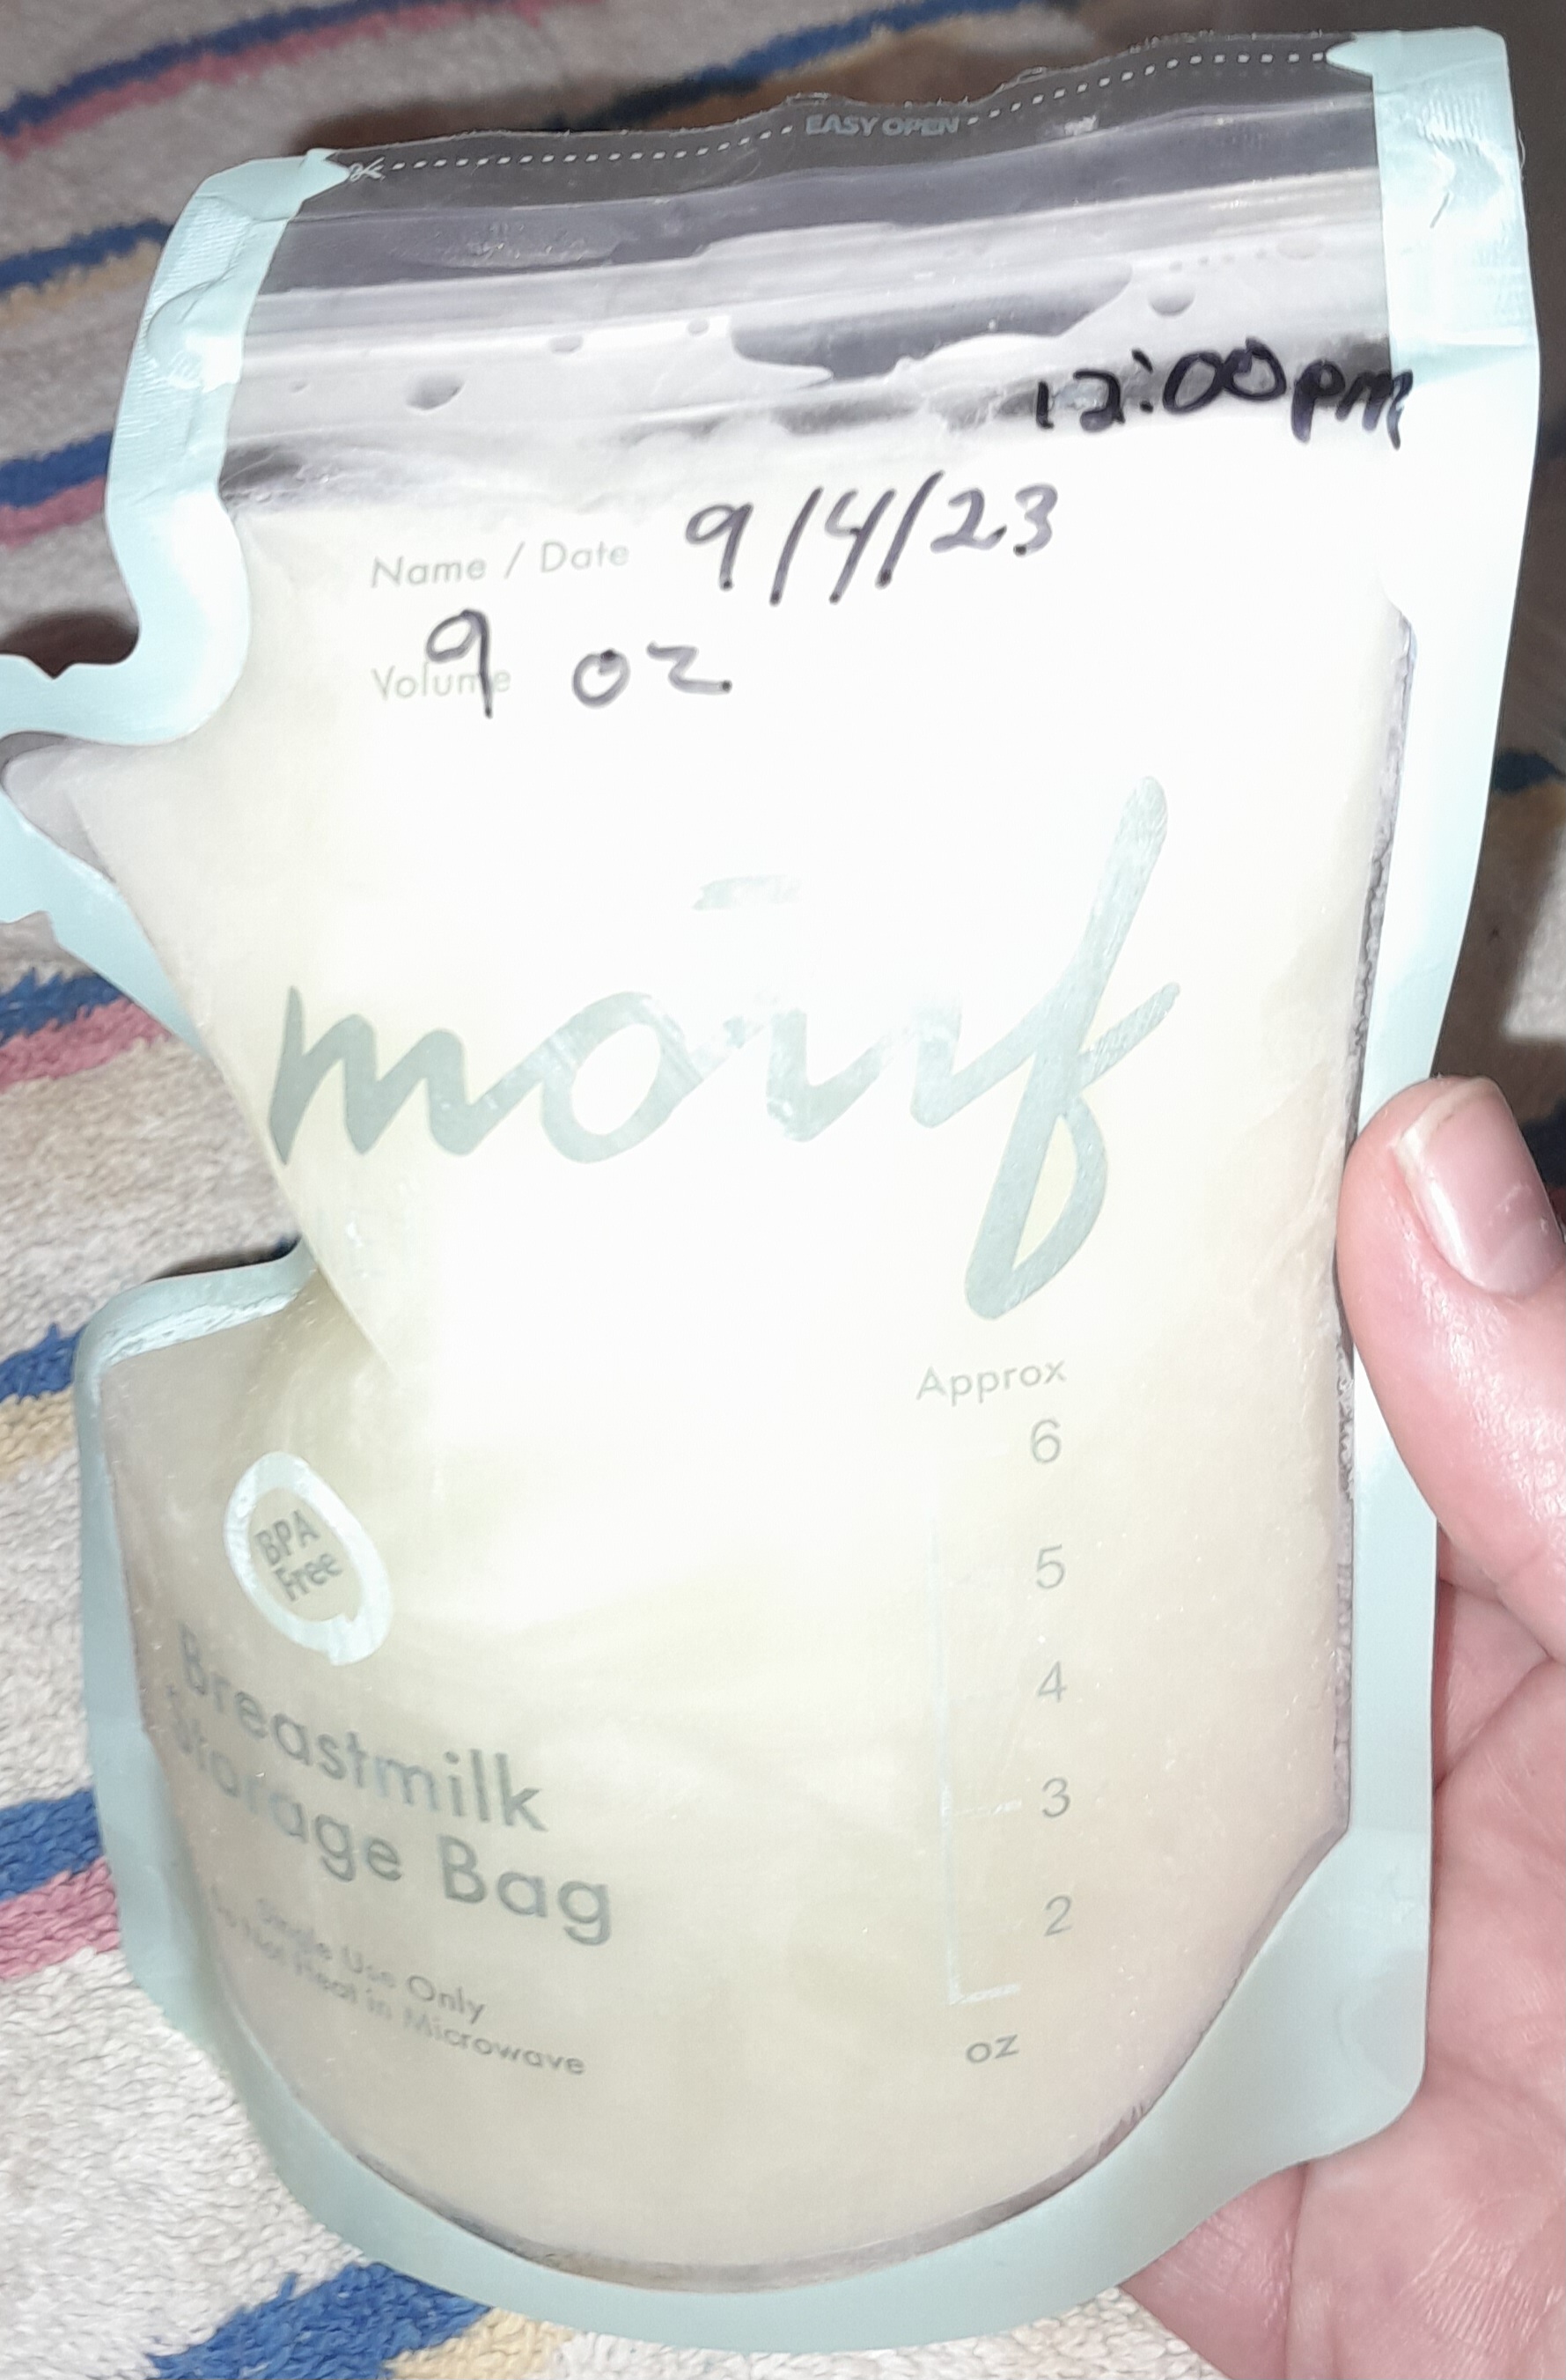 EASY OPEN
12:00pm
Name / Date 9/4/23
Volume 9 oz
moif
Approx
6
5
4
3
2
oz
BPA
Free
Breastmilk
Storage Bag
Single Use Only
Do Not Heat in Microwave